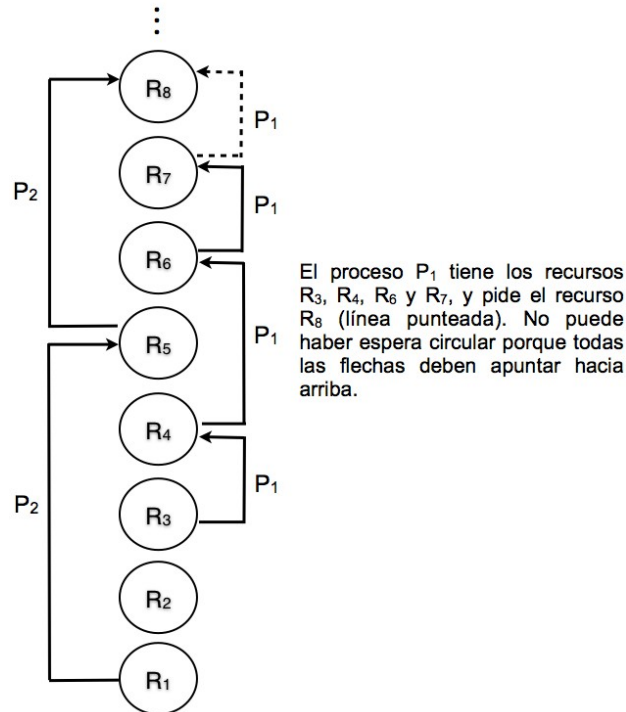 R8
P1
R7
P2
P1
R6
El proceso P1 tiene los recursos
R3, R4, R6 y R7, y pide el recurso
R8 (línea punteada). No puede
haber espera circular porque todas
las flechas deben apuntar hacia
arriba.
R5
P1
R4
P1
P2
R3
R2
R1